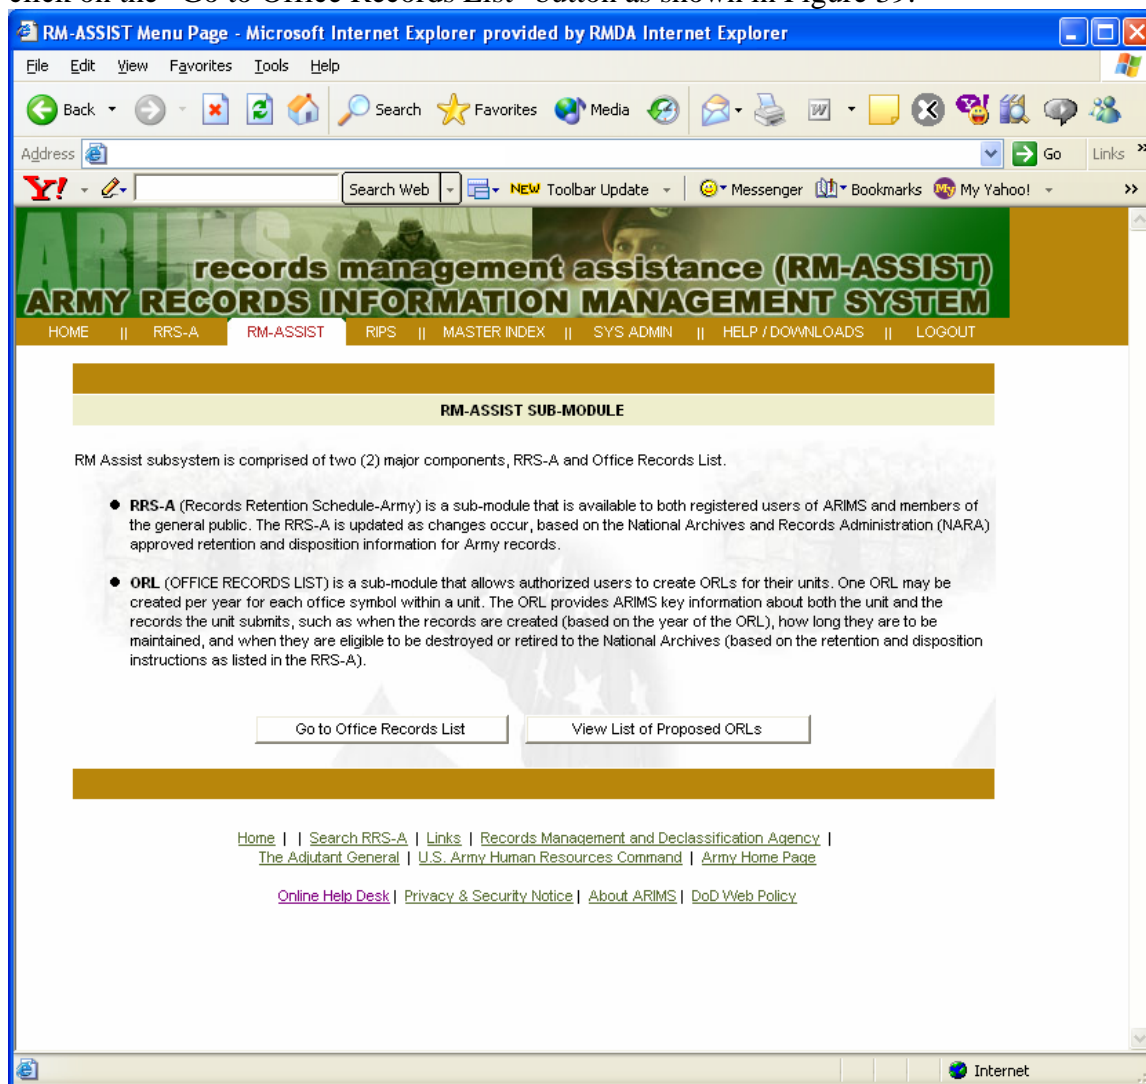 click on the "Go to Office Records List" button as shown in Figure 39.
RM-ASSIST Menu Page - Microsoft Internet Explorer provided by RMDA Internet Explorer
File Edit View Favorites Tools Help
Back Search Favorites Media
Address Go Links »
Y! Search Web NEW Toolbar Update Messenger Bookmarks My My Yahoo! »
ARIMS
records management assistance (RM-ASSIST)
ARMY RECORDS INFORMATION MANAGEMENT SYSTEM
HOME || RRS-A RM-ASSIST RIPS || MASTER INDEX || SYS ADMIN || HELP / DOWNLOADS || LOGOUT
RM-ASSIST SUB-MODULE
RM Assist subsystem is comprised of two (2) major components, RRS-A and Office Records List.
● RRS-A (Records Retention Schedule-Army) is a sub-module that is available to both registered users of ARIMS and members of
the general public. The RRS-A is updated as changes occur, based on the National Archives and Records Administration (NARA)
approved retention and disposition information for Army records.
● ORL (OFFICE RECORDS LIST) is a sub-module that allows authorized users to create ORLs for their units. One ORL may be
created per year for each office symbol within a unit. The ORL provides ARIMS key information about both the unit and the
records the unit submits, such as when the records are created (based on the year of the ORL), how long they are to be
maintained, and when they are eligible to be destroyed or retired to the National Archives (based on the retention and disposition
instructions as listed in the RRS-A).
Go to Office Records List View List of Proposed ORLs
Home | | Search RRS-A | Links | Records Management and Declassification Agency |
The Adjutant General | U.S. Army Human Resources Command | Army Home Page
Online Help Desk | Privacy & Security Notice | About ARIMS | DoD Web Policy
Internet